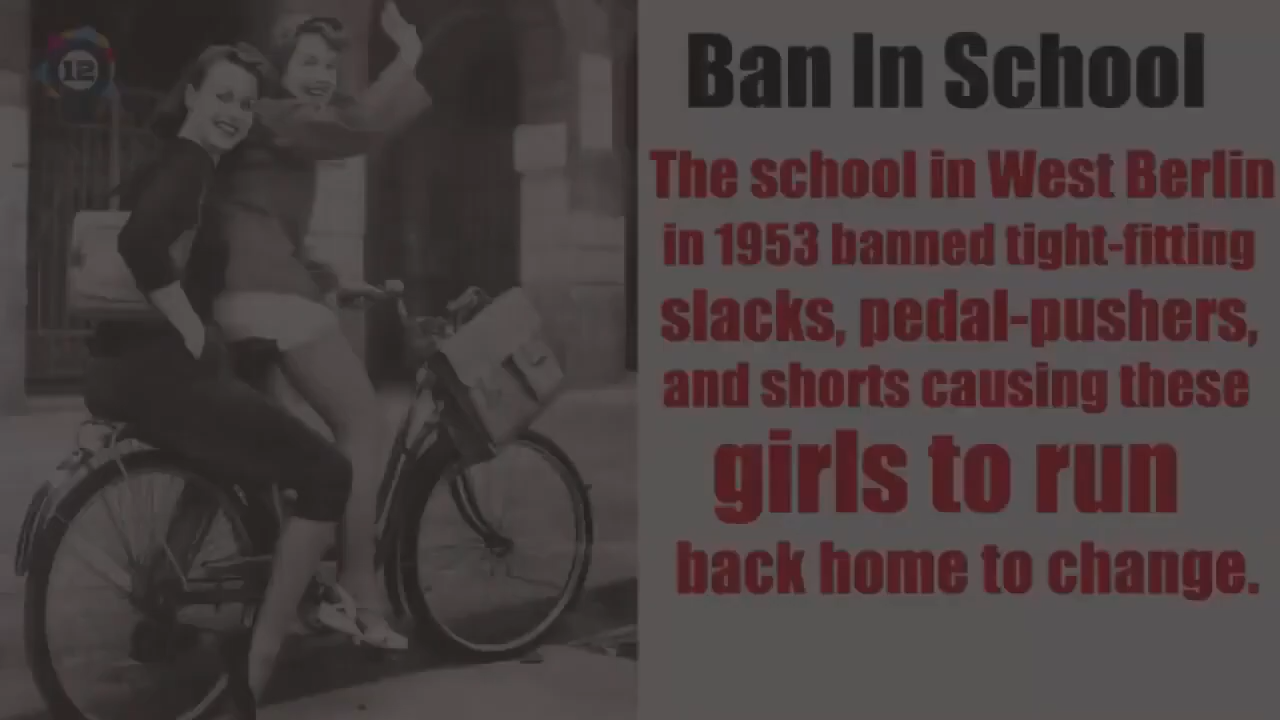 12
Ban In School
The school in West Berlin
in 1953 banned tight-fitting
slacks, pedal-pushers,
and shorts causing these
girls to run
back home to change.